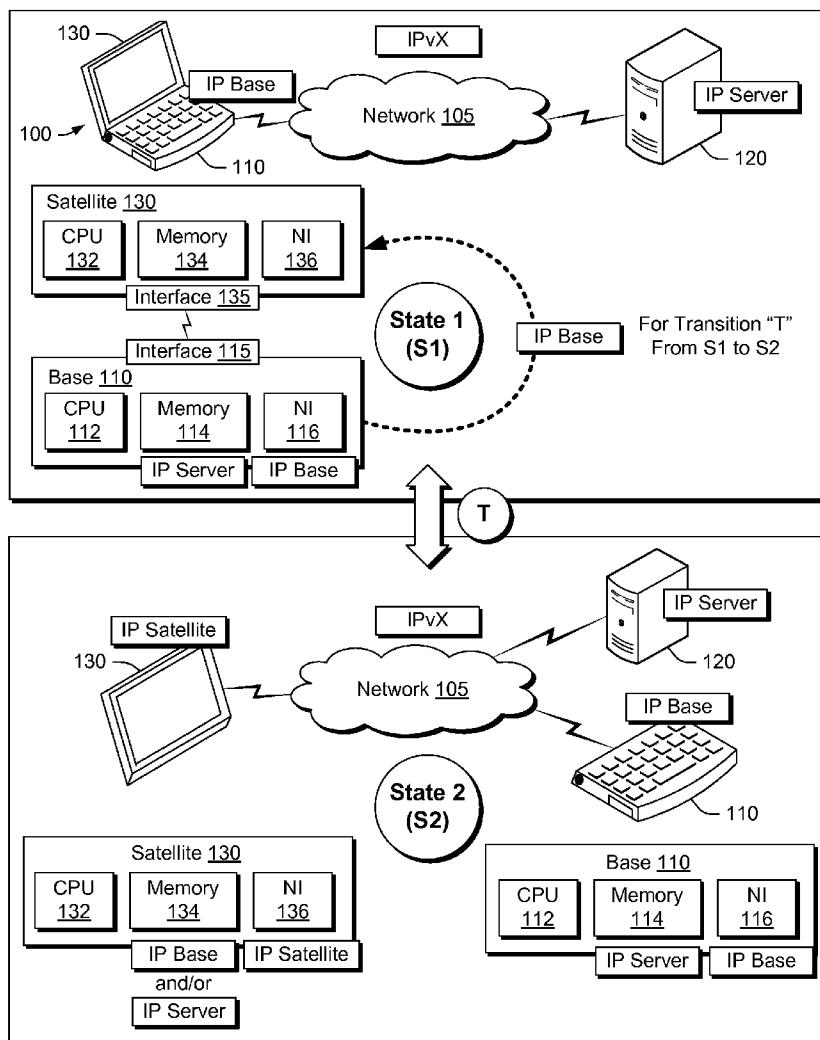 130
IPvX
IP Base
Network 105
IP Server
100
110
120
Satellite 130
CPU
132
Memory
134
NI
136
Interface 135
State 1
(S1)
IP Base
For Transition “T”
From S1 to S2
Interface 115
Base 110
CPU
112
Memory
114
NI
116
IP Server
IP Base
T
IP Satellite
130
IPvX
Network 105
IP Server
120
IP Base
State 2
(S2)
110
Satellite 130
CPU
132
Memory
134
NI
136
IP Base
IP Satellite
and/or
IP Server
Base 110
CPU
112
Memory
114
NI
116
IP Server
IP Base